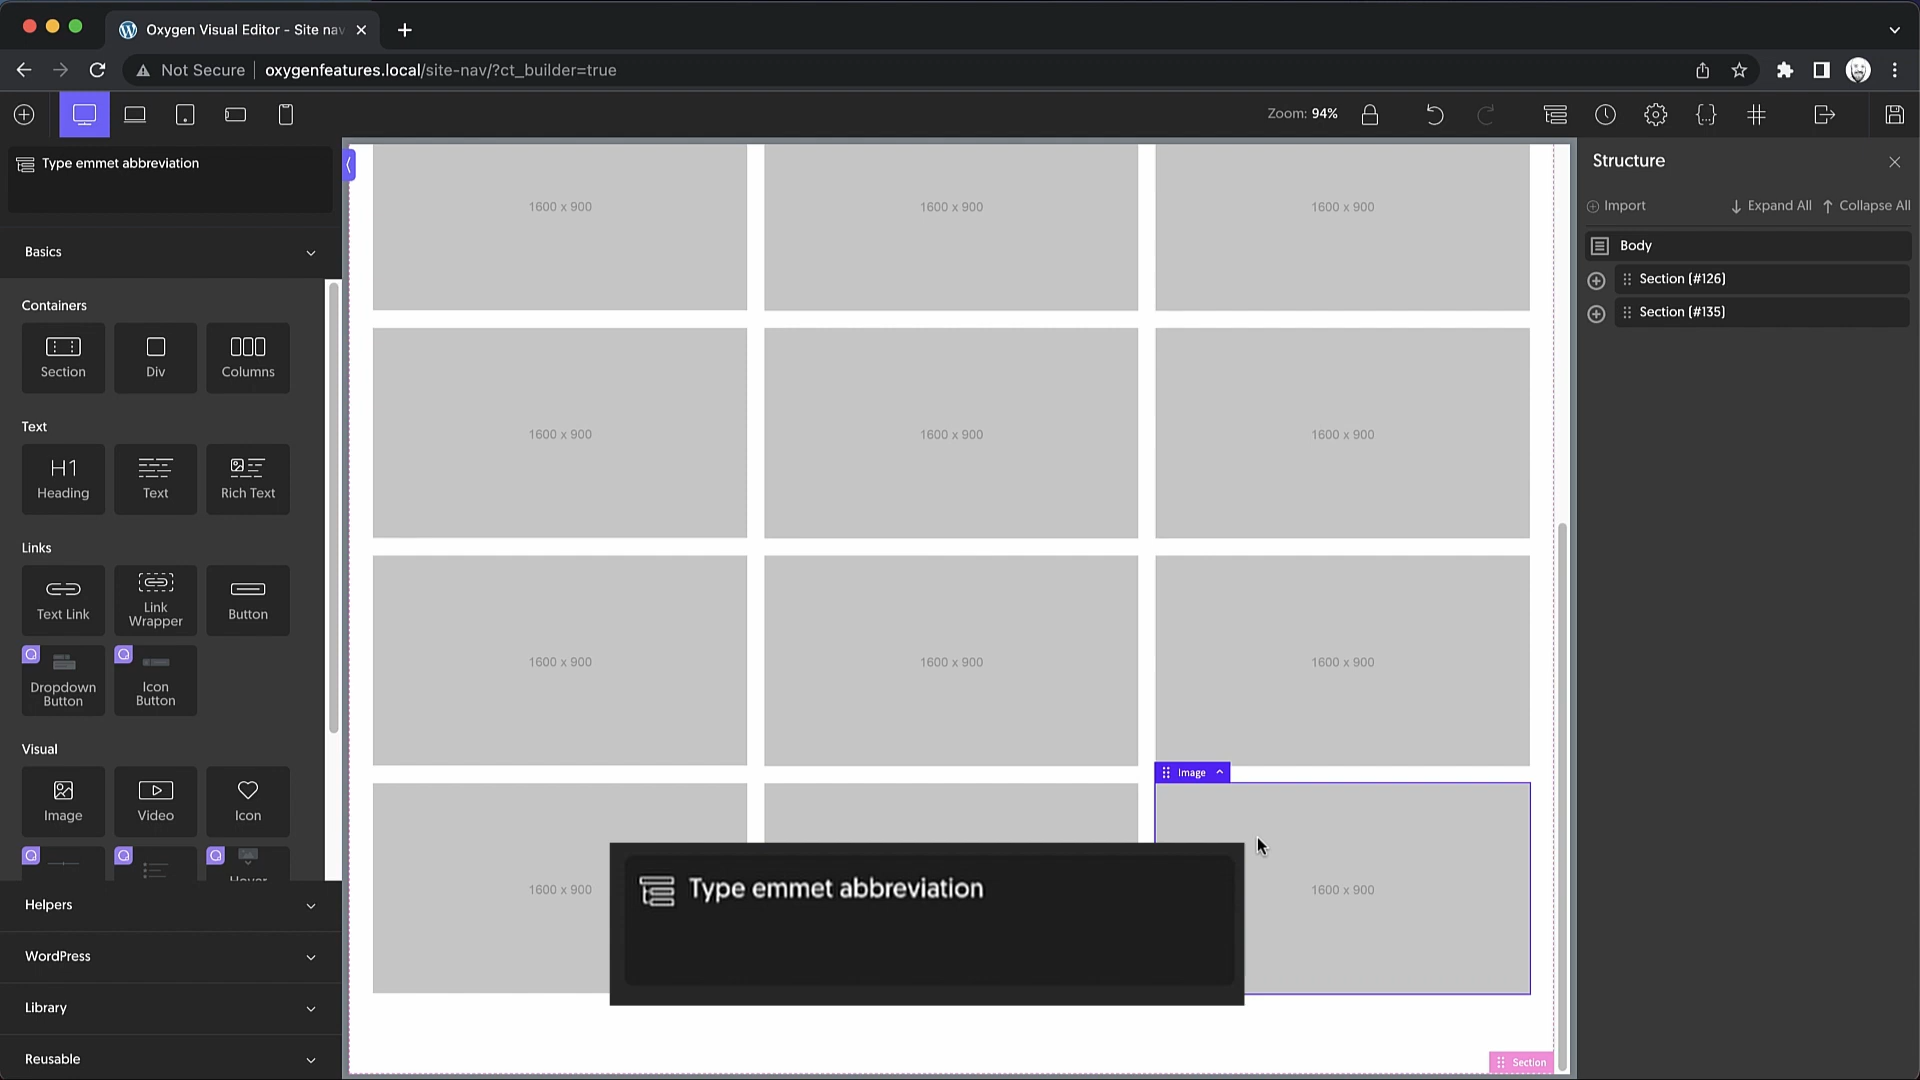 Oxygen Visual Editor - Site nav
Not Secure
oxygenfeatures.local/site-nav/?ct_builder=true
Zoom: 94%
Type emmet abbreviation
Basics
Containers
Section
Div
Columns
Text
H1
Heading
Text
Rich Text
Links
Text Link
Link
Wrapper
Button
Dropdown
Button
Icon
Button
Visual
Image
Video
Icon
Helpers
WordPress
Library
Reusable
1600 x 900
1600 x 900
1600 x 900
1600 x 900
1600 x 900
1600 x 900
1600 x 900
1600 x 900
1600 x 900
Image
1600 x 900
1600 x 900
Type emmet abbreviation
Section
Structure
Import
Expand All
Collapse All
Body
Section (#126)
Section (#135)